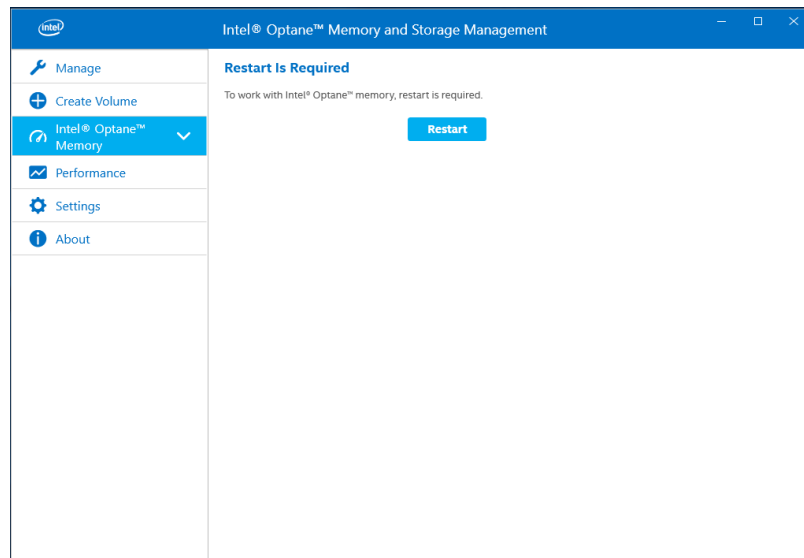 intel
Intel® Optane™ Memory and Storage Management
Manage
Create Volume
Intel® Optane™
Memory
Performance
Settings
About
Restart Is Required
To work with Intel® Optane™ memory, restart is required.
Restart